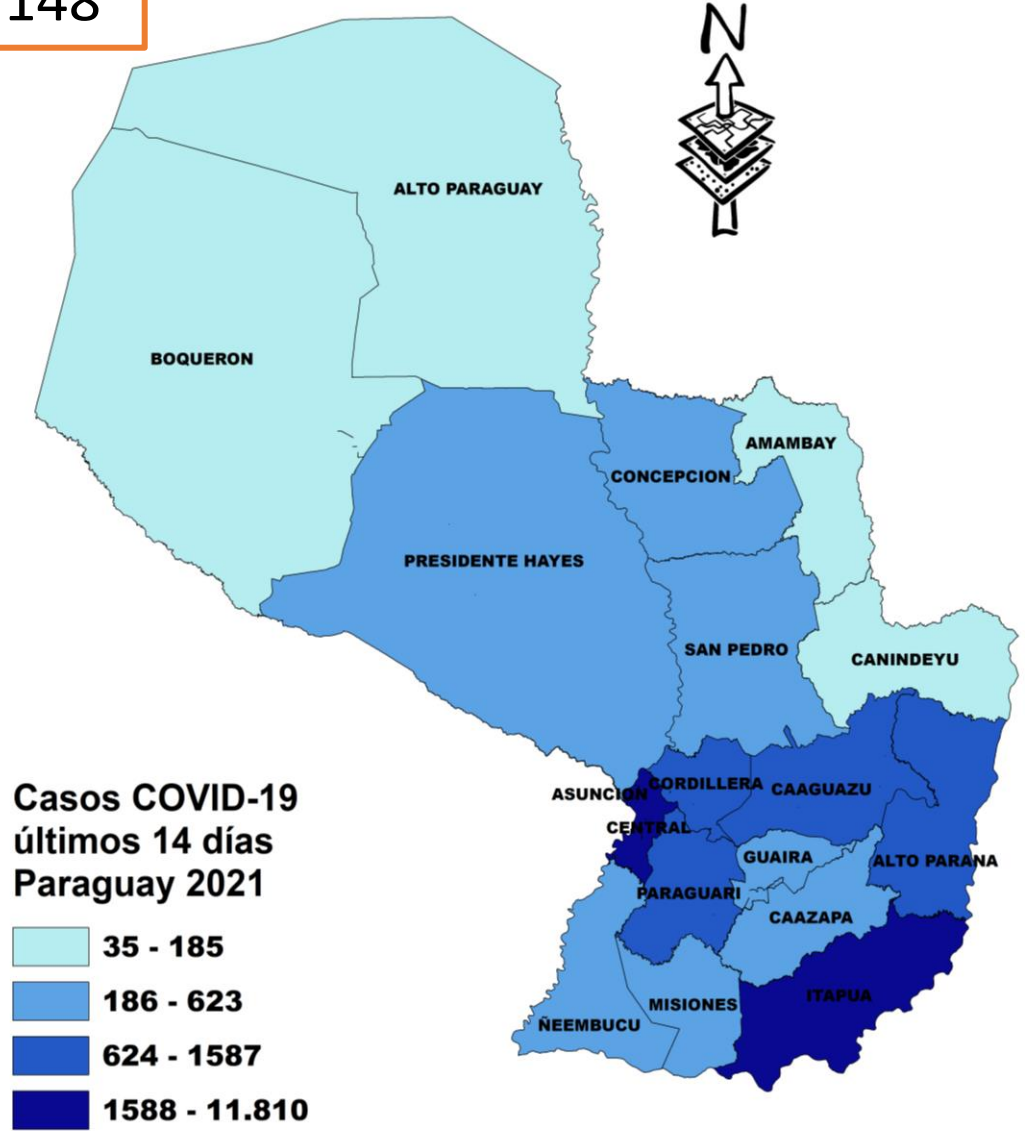 148
N
ALTO PARAGUAY
BOQUERON
AMAMBAY
CONCEPCION
PRESIDENTE HAYES
SAN PEDRO
CANINDEYU
CORDILLERA
CAAGUAZU
ASUNCION
CENTRAL
GUAIRA
ALTO PARANA
PARAGUARI
CAAZAPA
ITAPUA
MISIONES
ÑEEMBUCU
Casos COVID-19
últimos 14 días
Paraguay 2021
35 - 185
186 - 623
624 - 1587
1588 - 11.810